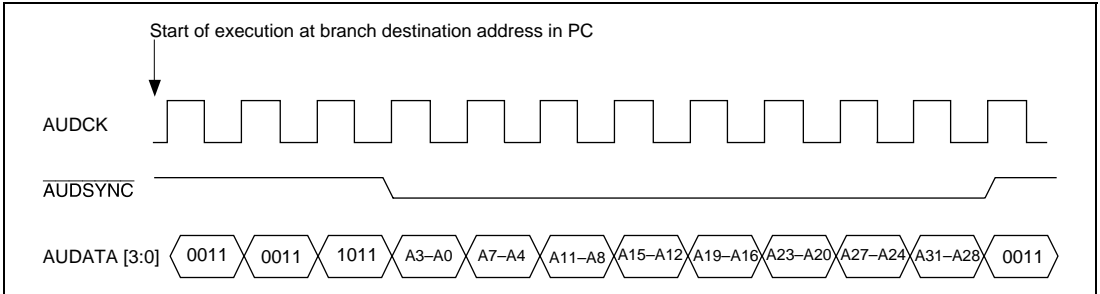 Start of execution at branch destination address in PC
AUDCK
AUDSYNC
AUDATA [3:0] 0011 0011 1011 A3–A0 A7–A4 A11–A8 A15–A12 A19–A16 A23–A20 A27–A24 A31–A28 0011